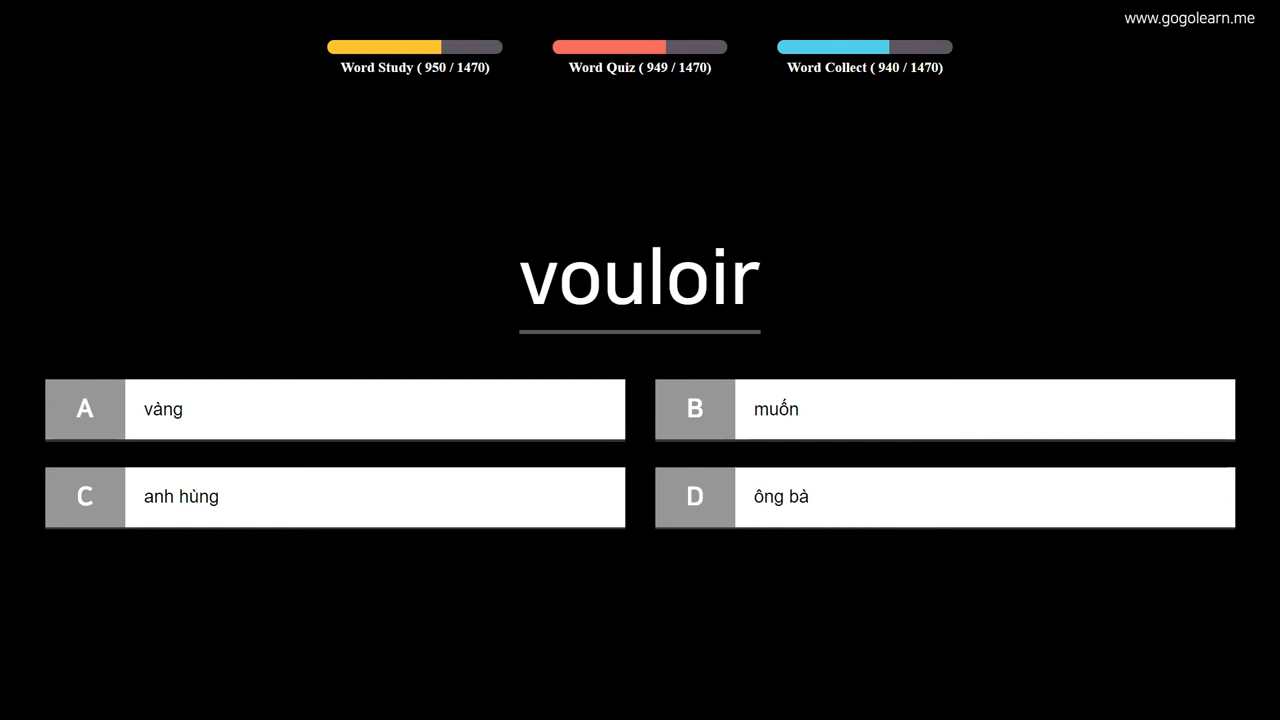 www.gogolearn.me
Word Study ( 950 / 1470)
Word Quiz ( 949 / 1470)
Word Collect ( 940 / 1470)
vouloir
A vàng
B muốn
C anh hùng
D ông bà